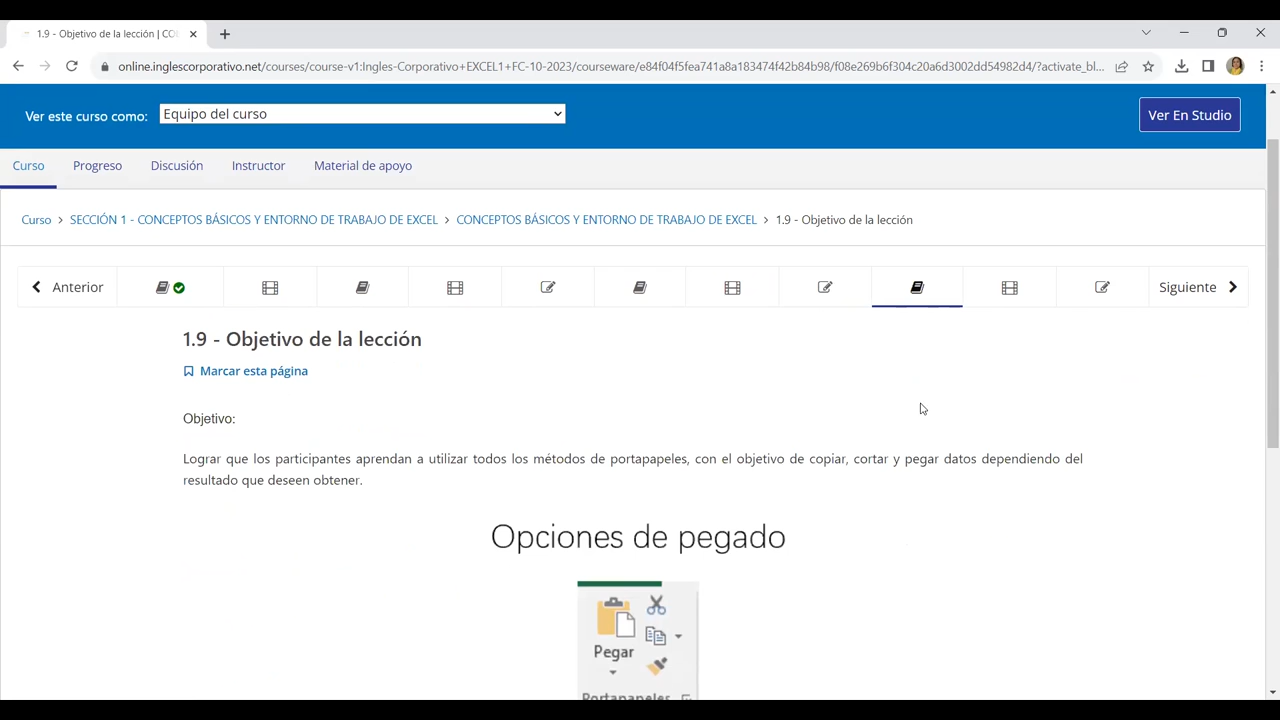 1.9 - Objetivo de la lección | CO
online.inglescorporativo.net/courses/course-v1:Ingles-Corporativo+EXCEL1+FC-10-2023/courseware/e84f04f5fea741a8a183474f42b84b98/f08e269b6f304c20a6d3002dd54982d4/?activate_bl...
Ver este curso como: Equipo del curso Ver En Studio
Curso Progreso Discusión Instructor Material de apoyo
Curso > SECCIÓN 1 - CONCEPTOS BÁSICOS Y ENTORNO DE TRABAJO DE EXCEL > CONCEPTOS BÁSICOS Y ENTORNO DE TRABAJO DE EXCEL > 1.9 - Objetivo de la lección
Anterior Siguiente
1.9 - Objetivo de la lección
Marcar esta página
Objetivo:
Lograr que los participantes aprendan a utilizar todos los métodos de portapapeles, con el objetivo de copiar, cortar y pegar datos dependiendo del
resultado que deseen obtener.
Opciones de pegado
Pegar
Portapapeles